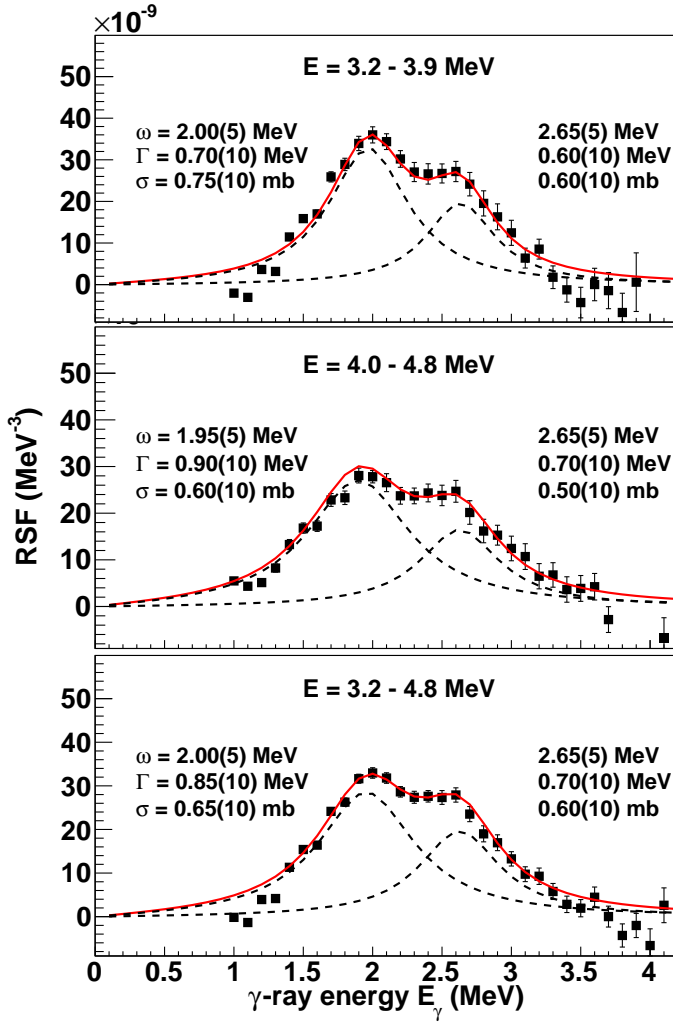 ×10⁻⁹
E = 3.2 - 3.9 MeV
50
40
ω = 2.00(5) MeV 2.65(5) MeV
Γ = 0.70(10) MeV 0.60(10) MeV
σ = 0.75(10) mb 0.60(10) mb
30
20
10
0
E = 4.0 - 4.8 MeV
50
40
ω = 1.95(5) MeV 2.65(5) MeV
Γ = 0.90(10) MeV 0.70(10) MeV
σ = 0.60(10) mb 0.50(10) mb
30
20
10
0
RSF (MeV⁻³)
E = 3.2 - 4.8 MeV
50
40
ω = 2.00(5) MeV 2.65(5) MeV
Γ = 0.85(10) MeV 0.70(10) MeV
σ = 0.65(10) mb 0.60(10) mb
30
20
10
0
0 0.5 1 1.5 2 2.5 3 3.5 4
γ-ray energy Eγ (MeV)